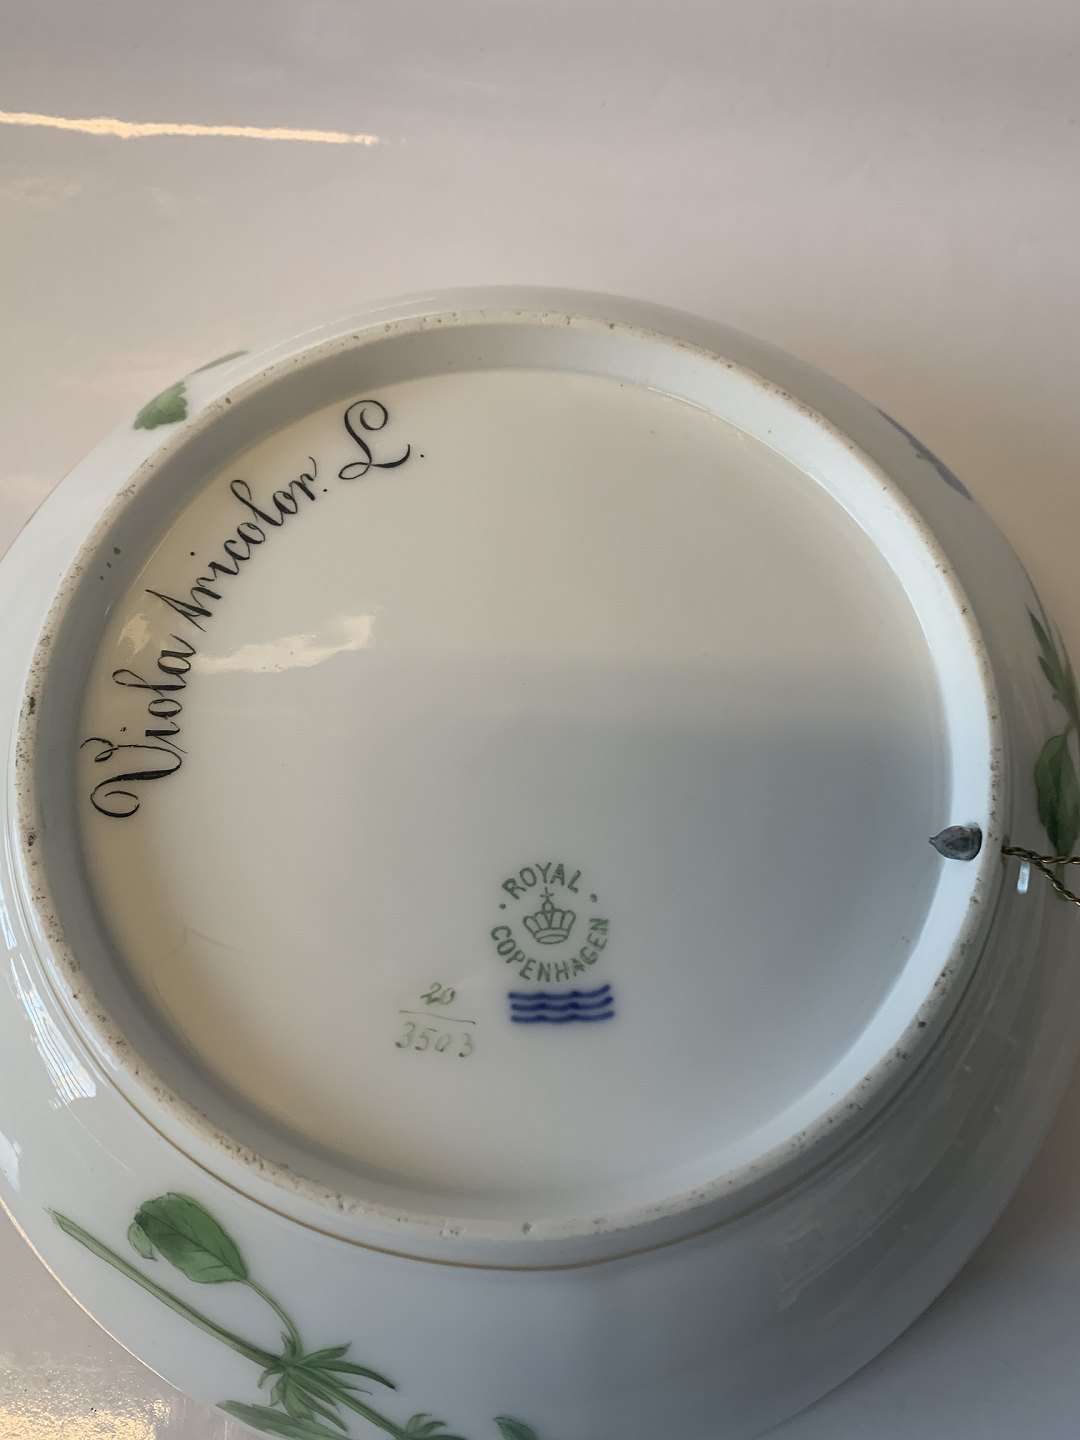 Viola tricolor. L.
ROYAL
COPENHAGEN
20
3503